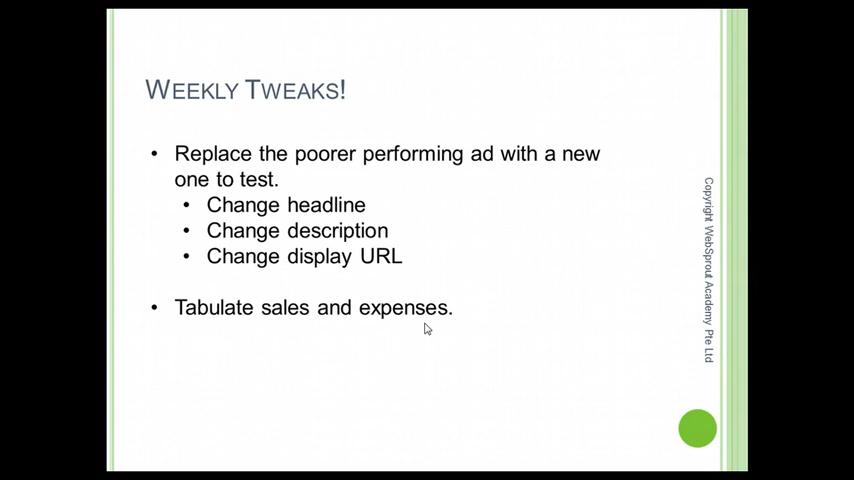 WEEKLY TWEAKS!
• Replace the poorer performing ad with a new
one to test.
• Change headline
• Change description
• Change display URL
• Tabulate sales and expenses.
Copyright WebSprout Academy Pte Ltd